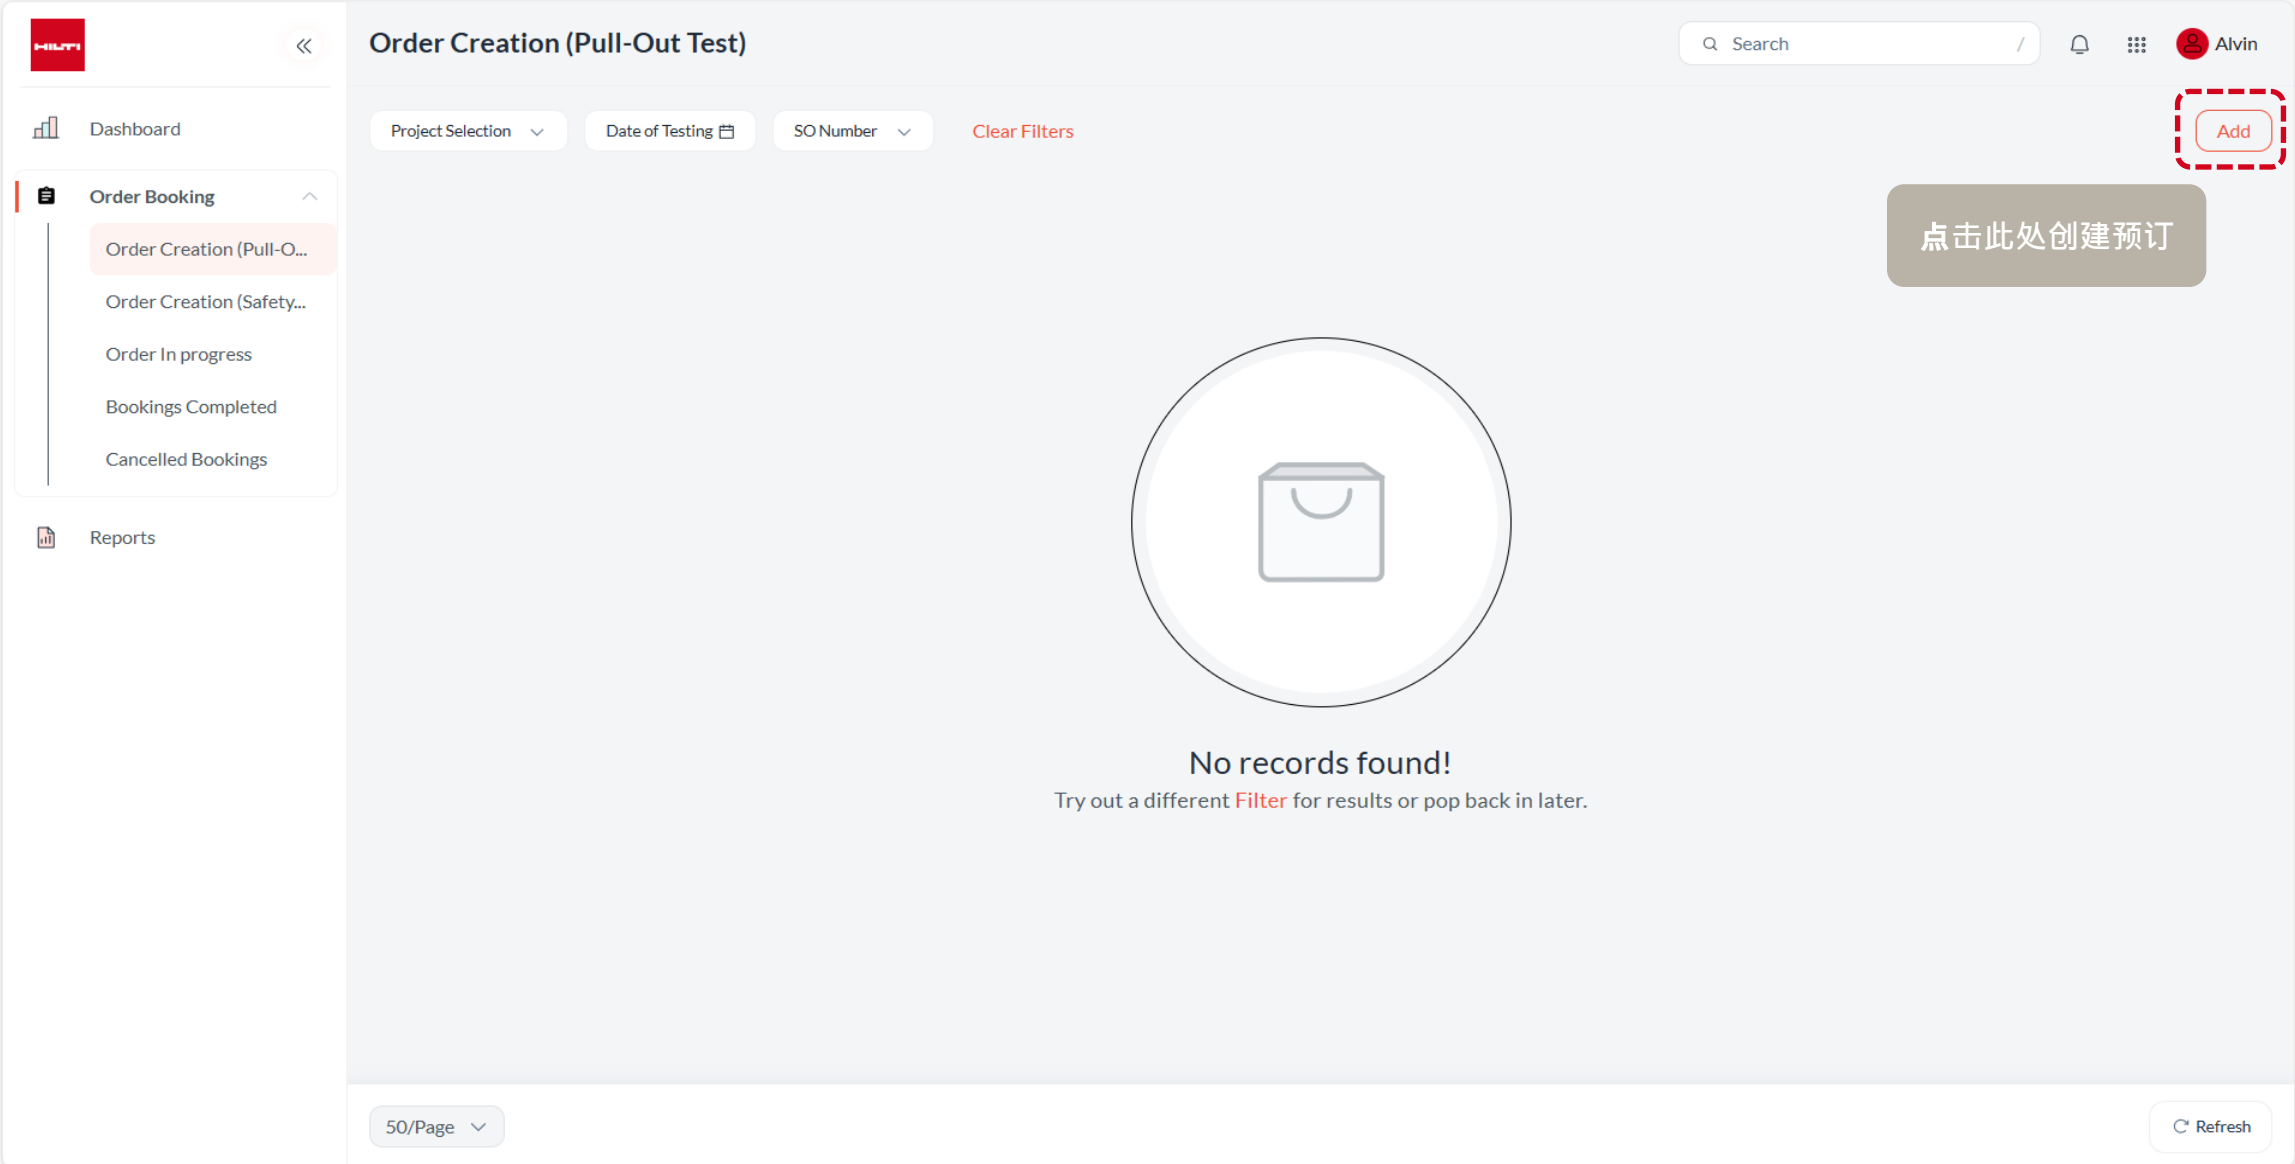 HILTI
Order Creation (Pull-Out Test)
Search /
Alvin
Dashboard
Project Selection
Date of Testing
SO Number
Clear Filters
Add
Order Booking
点击此处创建预订
Order Creation (Pull-O...
Order Creation (Safety...
Order In progress
Bookings Completed
Cancelled Bookings
Reports
No records found!
Try out a different Filter for results or pop back in later.
50/Page
Refresh